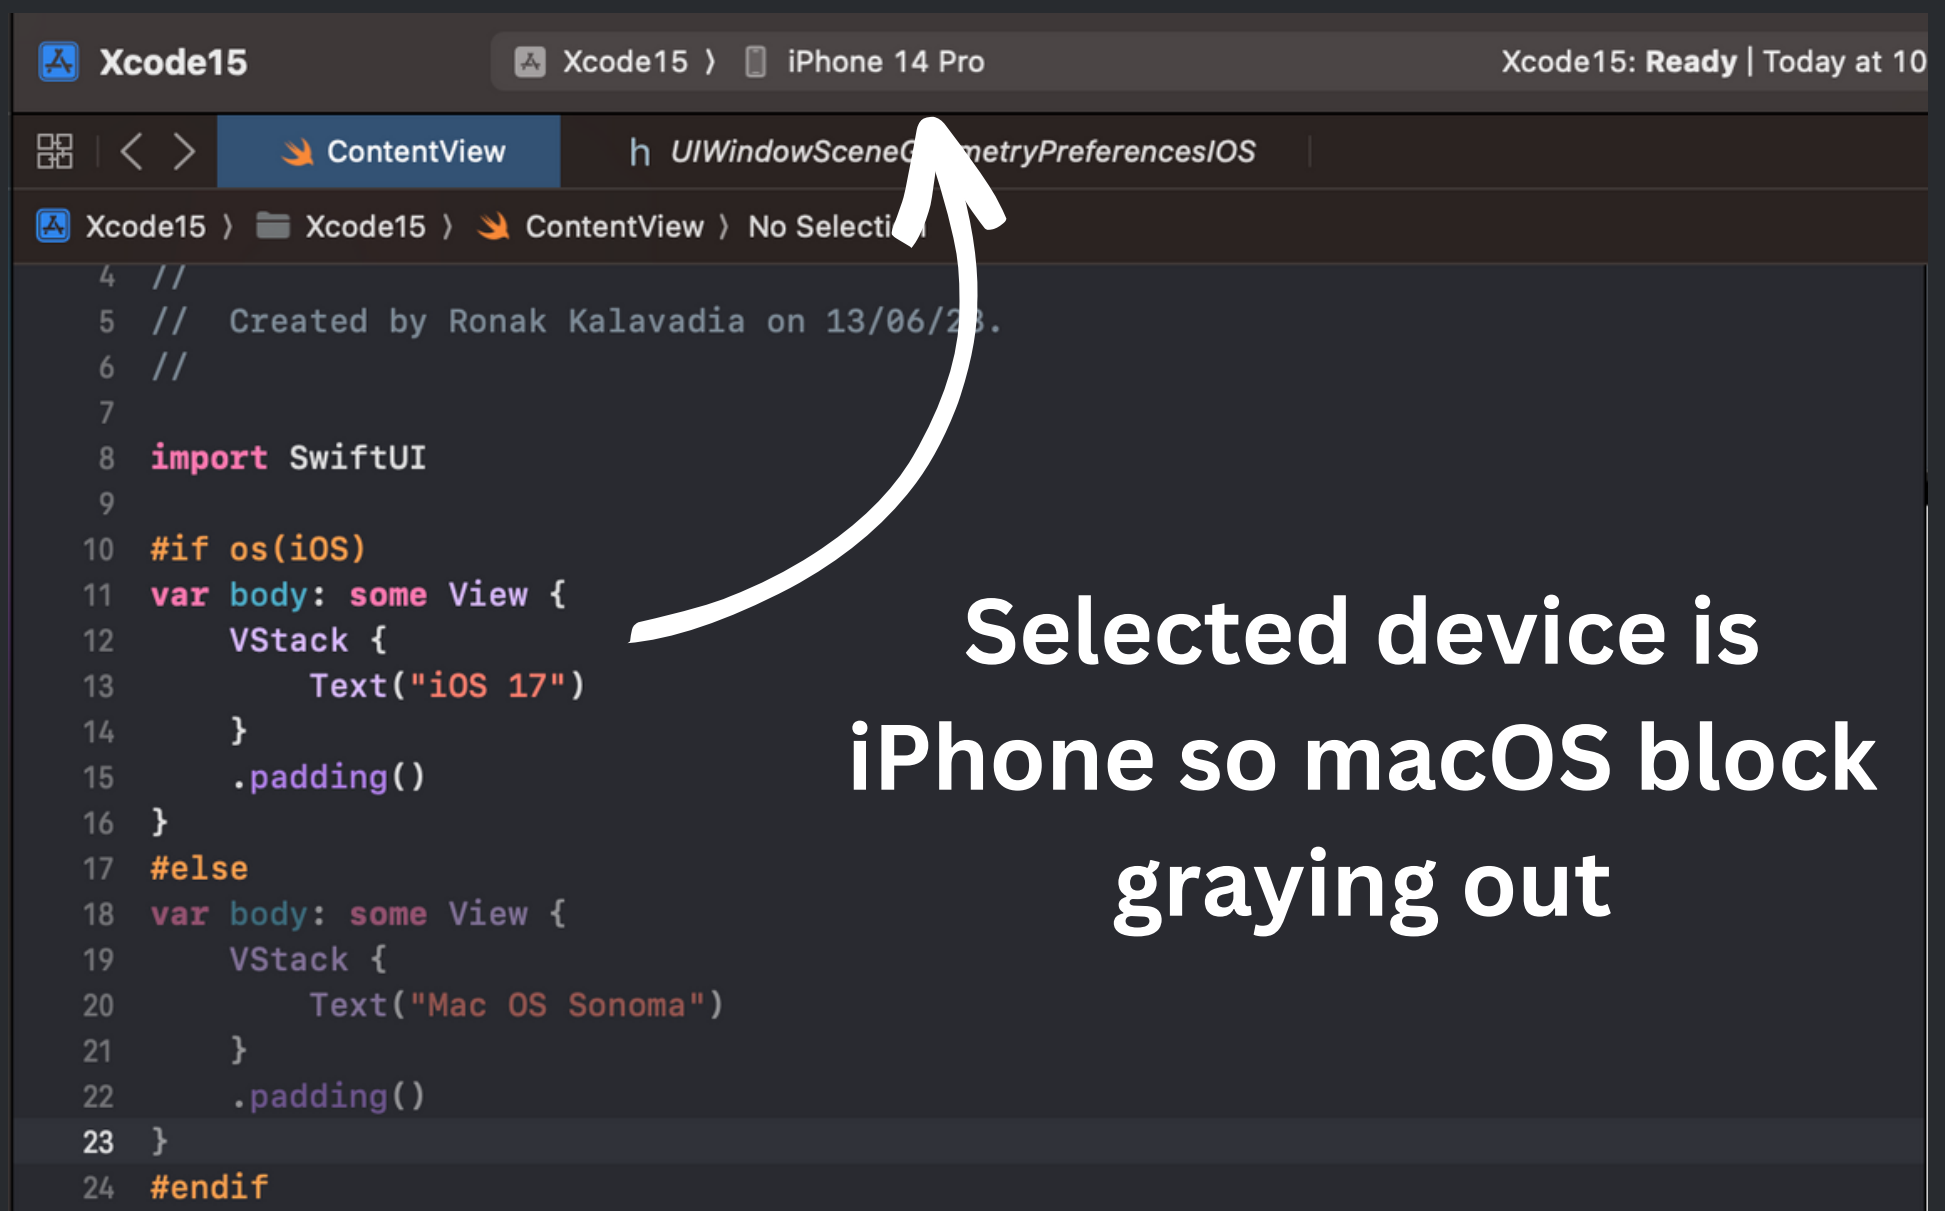 Xcode15
Xcode15 〉 iPhone 14 Pro
Xcode15: Ready | Today at 10
ContentView
h UIWindowSceneGeometryPreferencesIOS
Xcode15 〉 Xcode15 〉 ContentView 〉 No Selection
4 //
5 //  Created by Ronak Kalavadia on 13/06/23.
6 //
7
8 import SwiftUI
9
10 #if os(iOS)
11 var body: some View {
12     VStack {
13         Text("iOS 17")
14     }
15     .padding()
16 }
17 #else
18 var body: some View {
19     VStack {
20         Text("Mac OS Sonoma")
21     }
22     .padding()
23 }
24 #endif
Selected device is
iPhone so macOS block
graying out